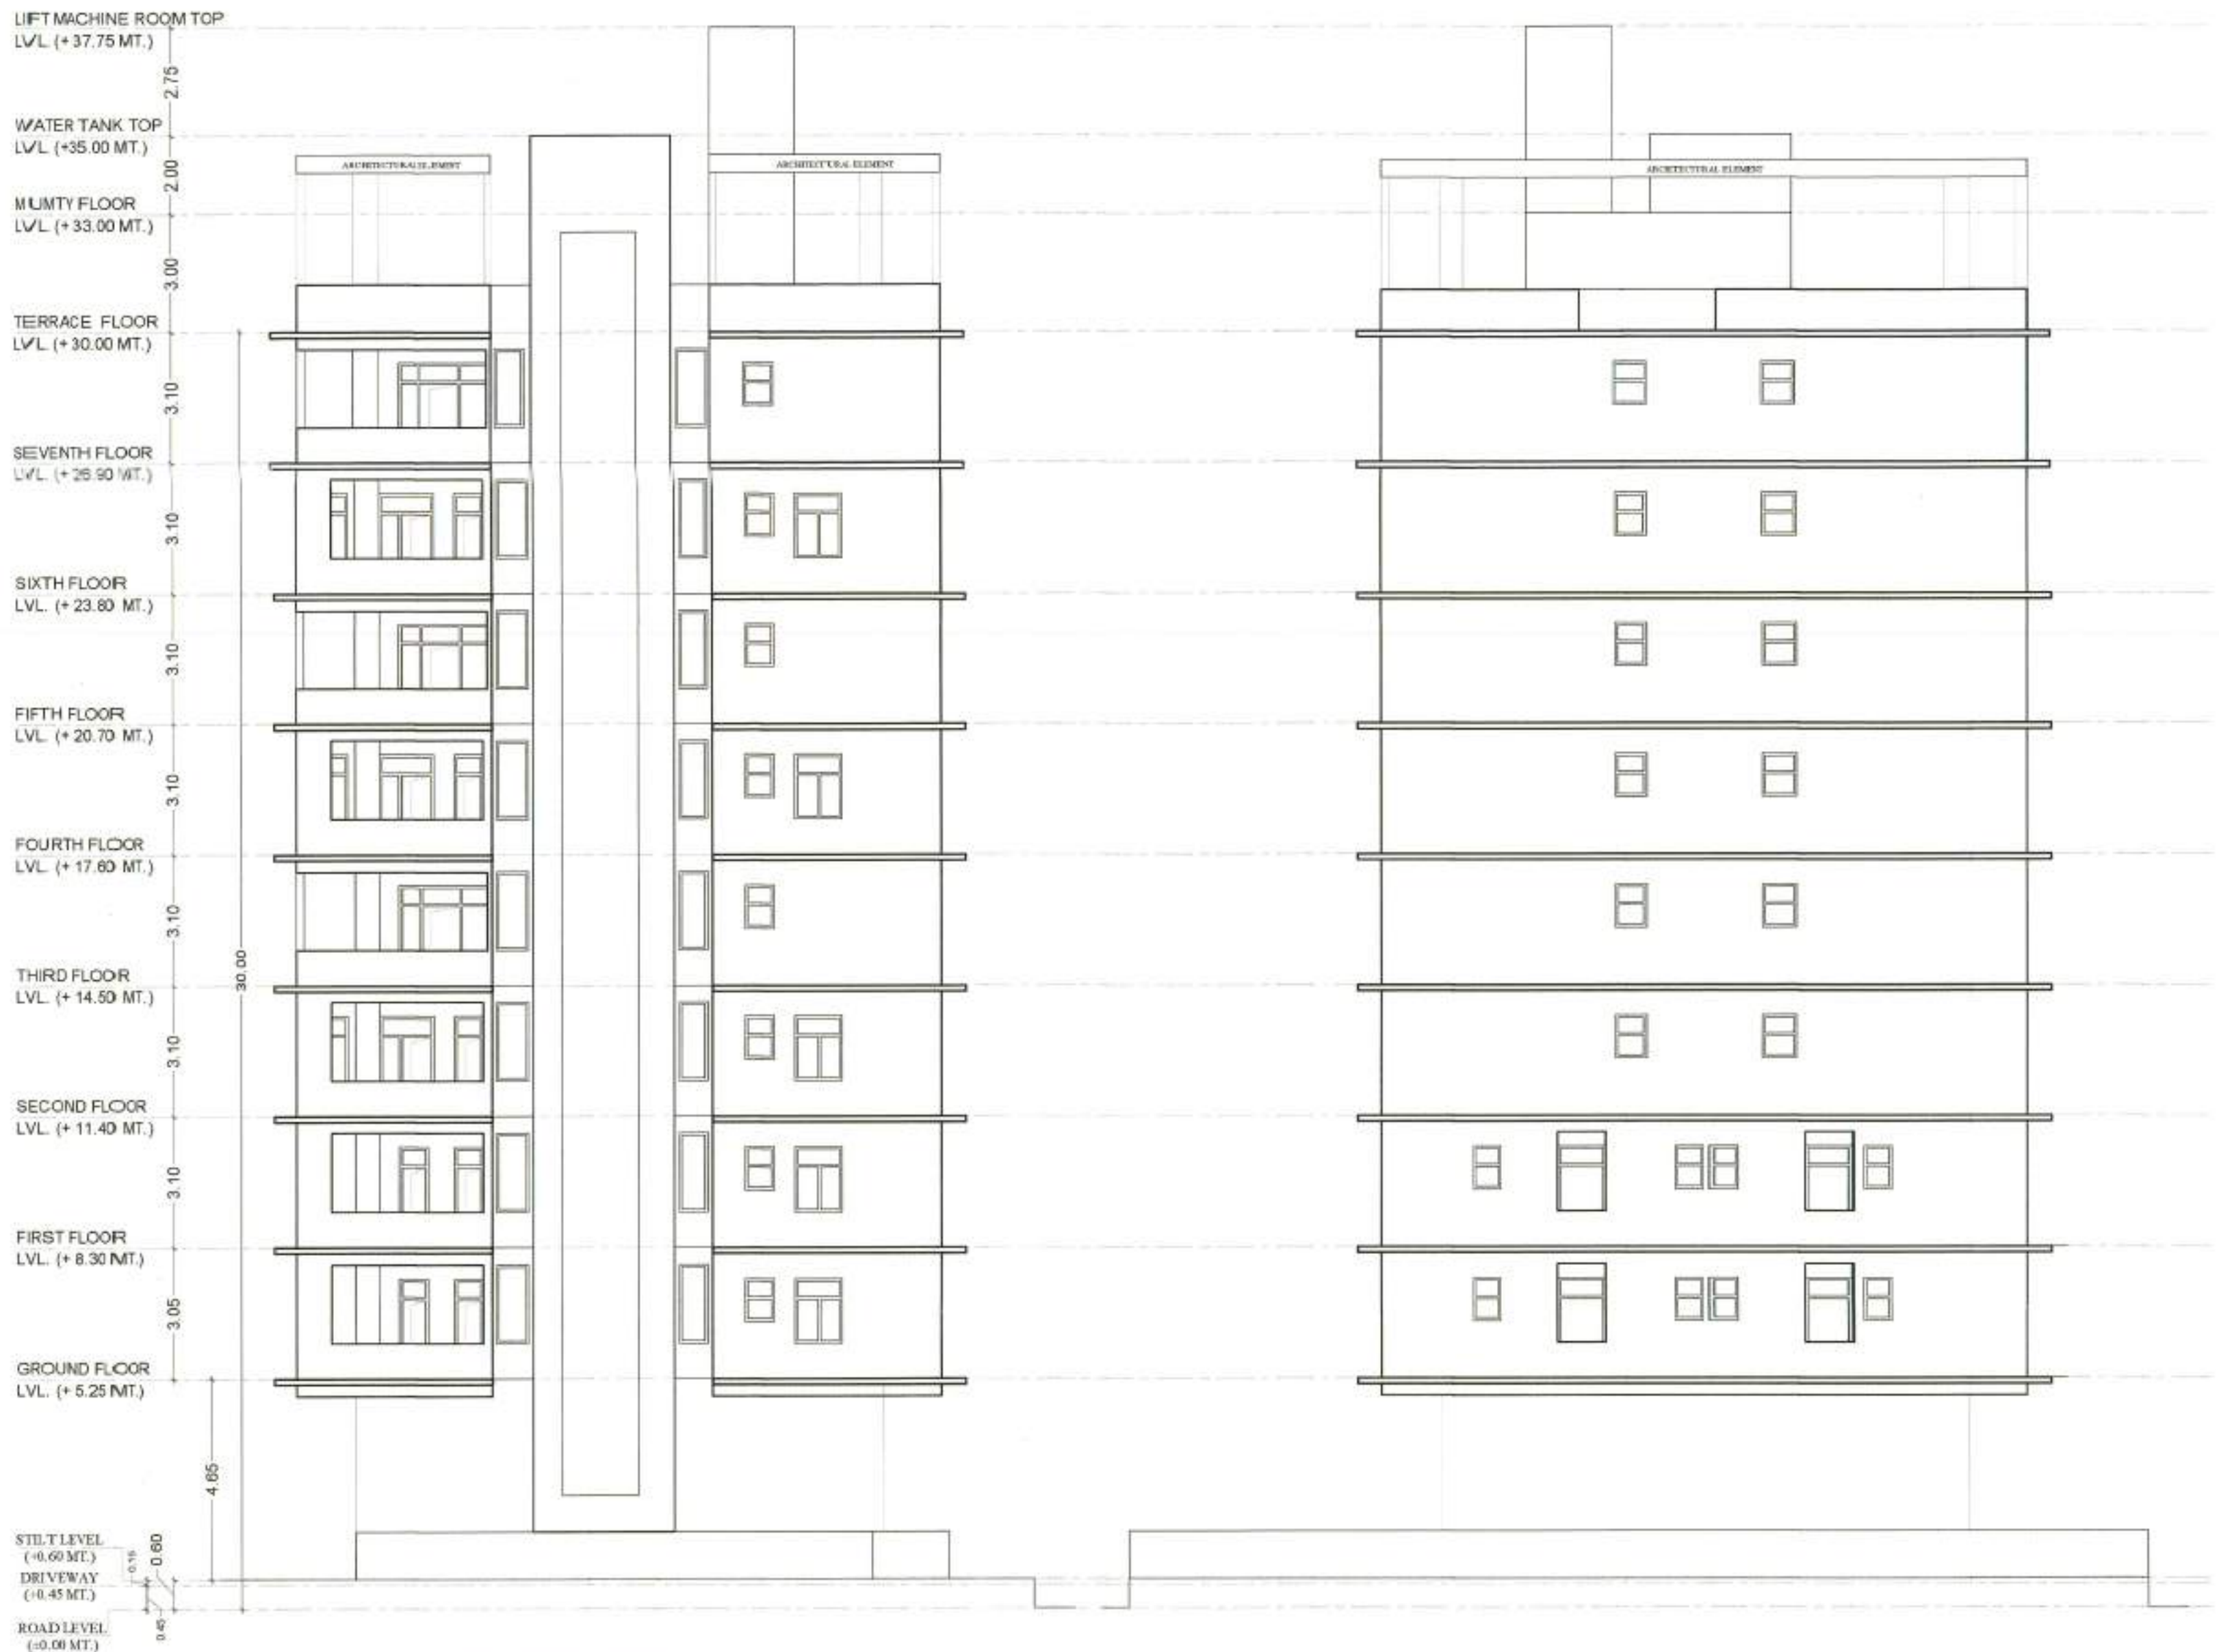 LIFT MACHINE ROOM TOP
LVL. (+ 37.75 MT.)
2.75
WATER TANK TOP
LVL. (+35.00 MT.)
2.00
ARCHITECTURAL ELEMENT
ARCHITECTURAL ELEMENT
ARCHITECTURAL ELEMENT
MUMTY FLOOR
LVL. (+ 33.00 MT.)
3.00
TERRACE FLOOR
LVL. (+ 30.00 MT.)
3.10
SEVENTH FLOOR
LVL. (+ 26.90 MT.)
3.10
SIXTH FLOOR
LVL. (+ 23.80 MT.)
3.10
FIFTH FLOOR
LVL. (+ 20.70 MT.)
3.10
FOURTH FLOOR
LVL. (+ 17.60 MT.)
3.10
30.00
THIRD FLOOR
LVL. (+ 14.50 MT.)
3.10
SECOND FLOOR
LVL. (+ 11.40 MT.)
3.10
FIRST FLOOR
LVL. (+ 8.30 MT.)
3.05
GROUND FLOOR
LVL. (+ 5.25 MT.)
4.65
STILT LEVEL
(+0.60 MT.)
0.15
0.60
DRIVEWAY
(+0.45 MT.)
0.45
ROAD LEVEL
(±0.00 MT.)